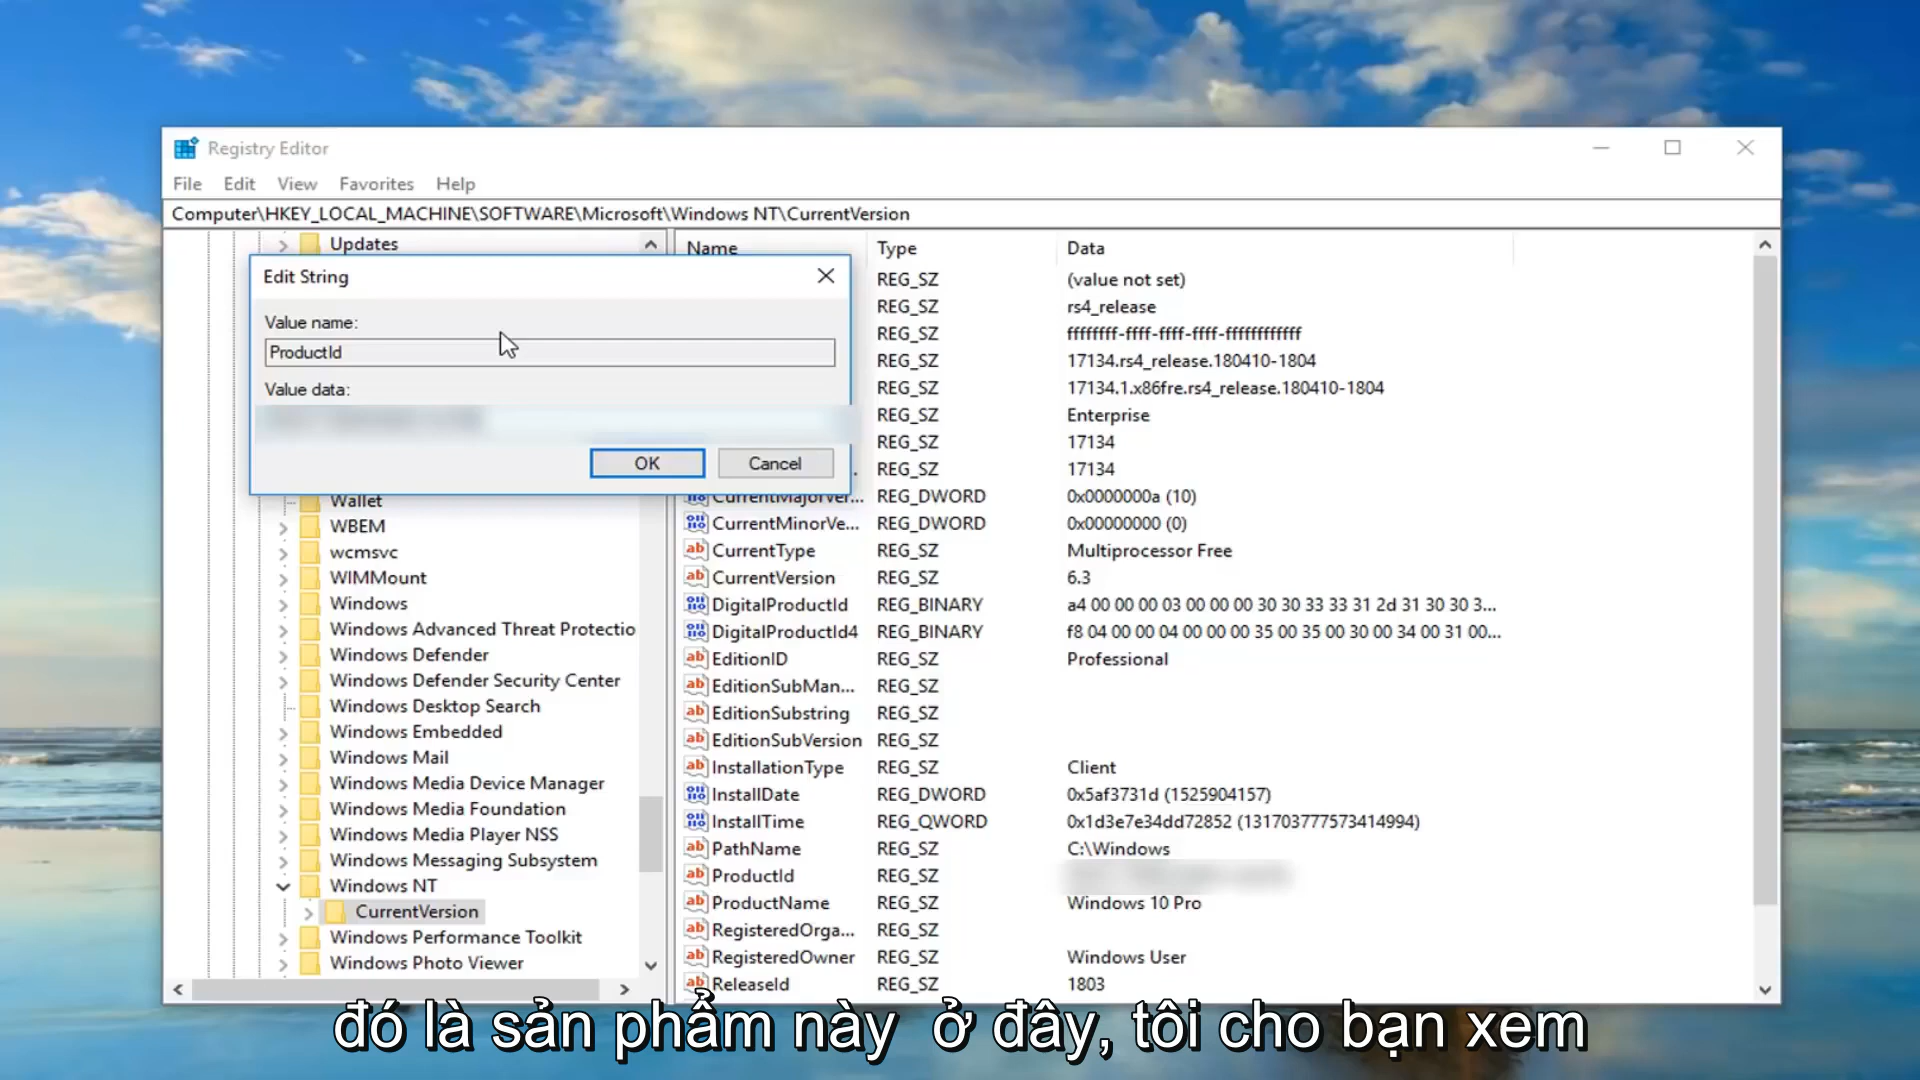 Registry Editor
File Edit View Favorites Help
Computer\HKEY_LOCAL_MACHINE\SOFTWARE\Microsoft\Windows NT\CurrentVersion
Updates
Edit String
Value name:
ProductId
Value data:
OK Cancel
Wallet
WBEM
wcmsvc
WIMMount
Windows
Windows Advanced Threat Protectio
Windows Defender
Windows Defender Security Center
Windows Desktop Search
Windows Embedded
Windows Mail
Windows Media Device Manager
Windows Media Foundation
Windows Media Player NSS
Windows Messaging Subsystem
Windows NT
CurrentVersion
Windows Performance Toolkit
Windows Photo Viewer
Name Type Data
REG_SZ (value not set)
REG_SZ rs4_release
REG_SZ ffffffff-ffff-ffff-ffff-ffffffffffff
REG_SZ 17134.rs4_release.180410-1804
REG_SZ 17134.1.x86fre.rs4_release.180410-1804
REG_SZ Enterprise
REG_SZ 17134
REG_SZ 17134
CurrentMajorVer... REG_DWORD 0x0000000a (10)
CurrentMinorVe... REG_DWORD 0x00000000 (0)
CurrentType REG_SZ Multiprocessor Free
CurrentVersion REG_SZ 6.3
DigitalProductId REG_BINARY a4 00 00 00 03 00 00 00 30 30 33 33 31 2d 31 30 30 3...
DigitalProductId4 REG_BINARY f8 04 00 00 04 00 00 00 35 00 35 00 30 00 34 00 31 00...
EditionID REG_SZ Professional
EditionSubMan... REG_SZ
EditionSubstring REG_SZ
EditionSubVersion REG_SZ
InstallationType REG_SZ Client
InstallDate REG_DWORD 0x5af3731d (1525904157)
InstallTime REG_QWORD 0x1d3e7e34dd72852 (131703777573414994)
PathName REG_SZ C:\Windows
ProductId REG_SZ
ProductName REG_SZ Windows 10 Pro
RegisteredOrga... REG_SZ
RegisteredOwner REG_SZ Windows User
ReleaseId REG_SZ 1803
đó là sản phẩm này ở đây, tôi cho bạn xem